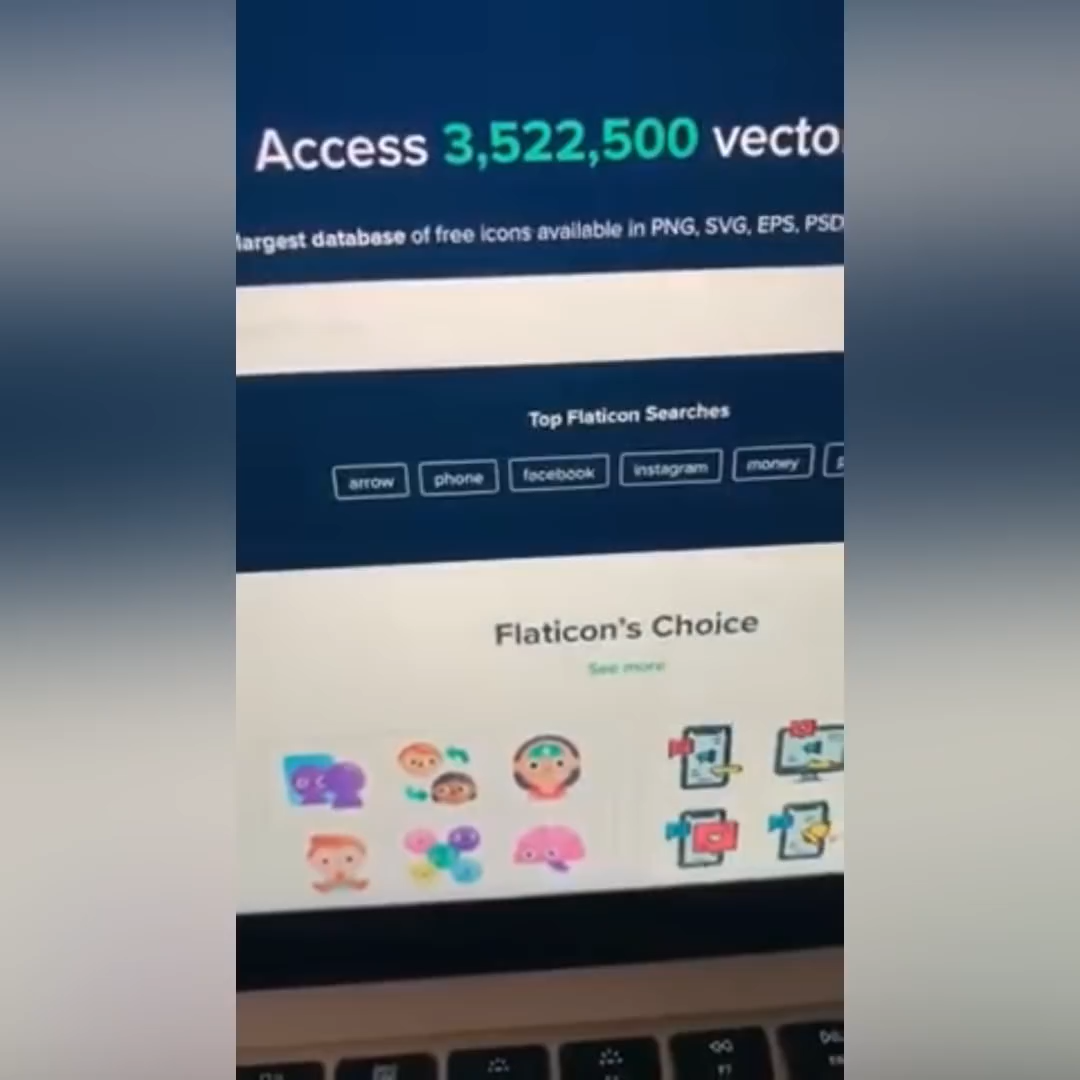 Access 3,522,500 vecto
largest database of free icons available in PNG, SVG, EPS, PSD
Top Flaticon Searches
arrow phone facebook instagram money
Flaticon's Choice
See more